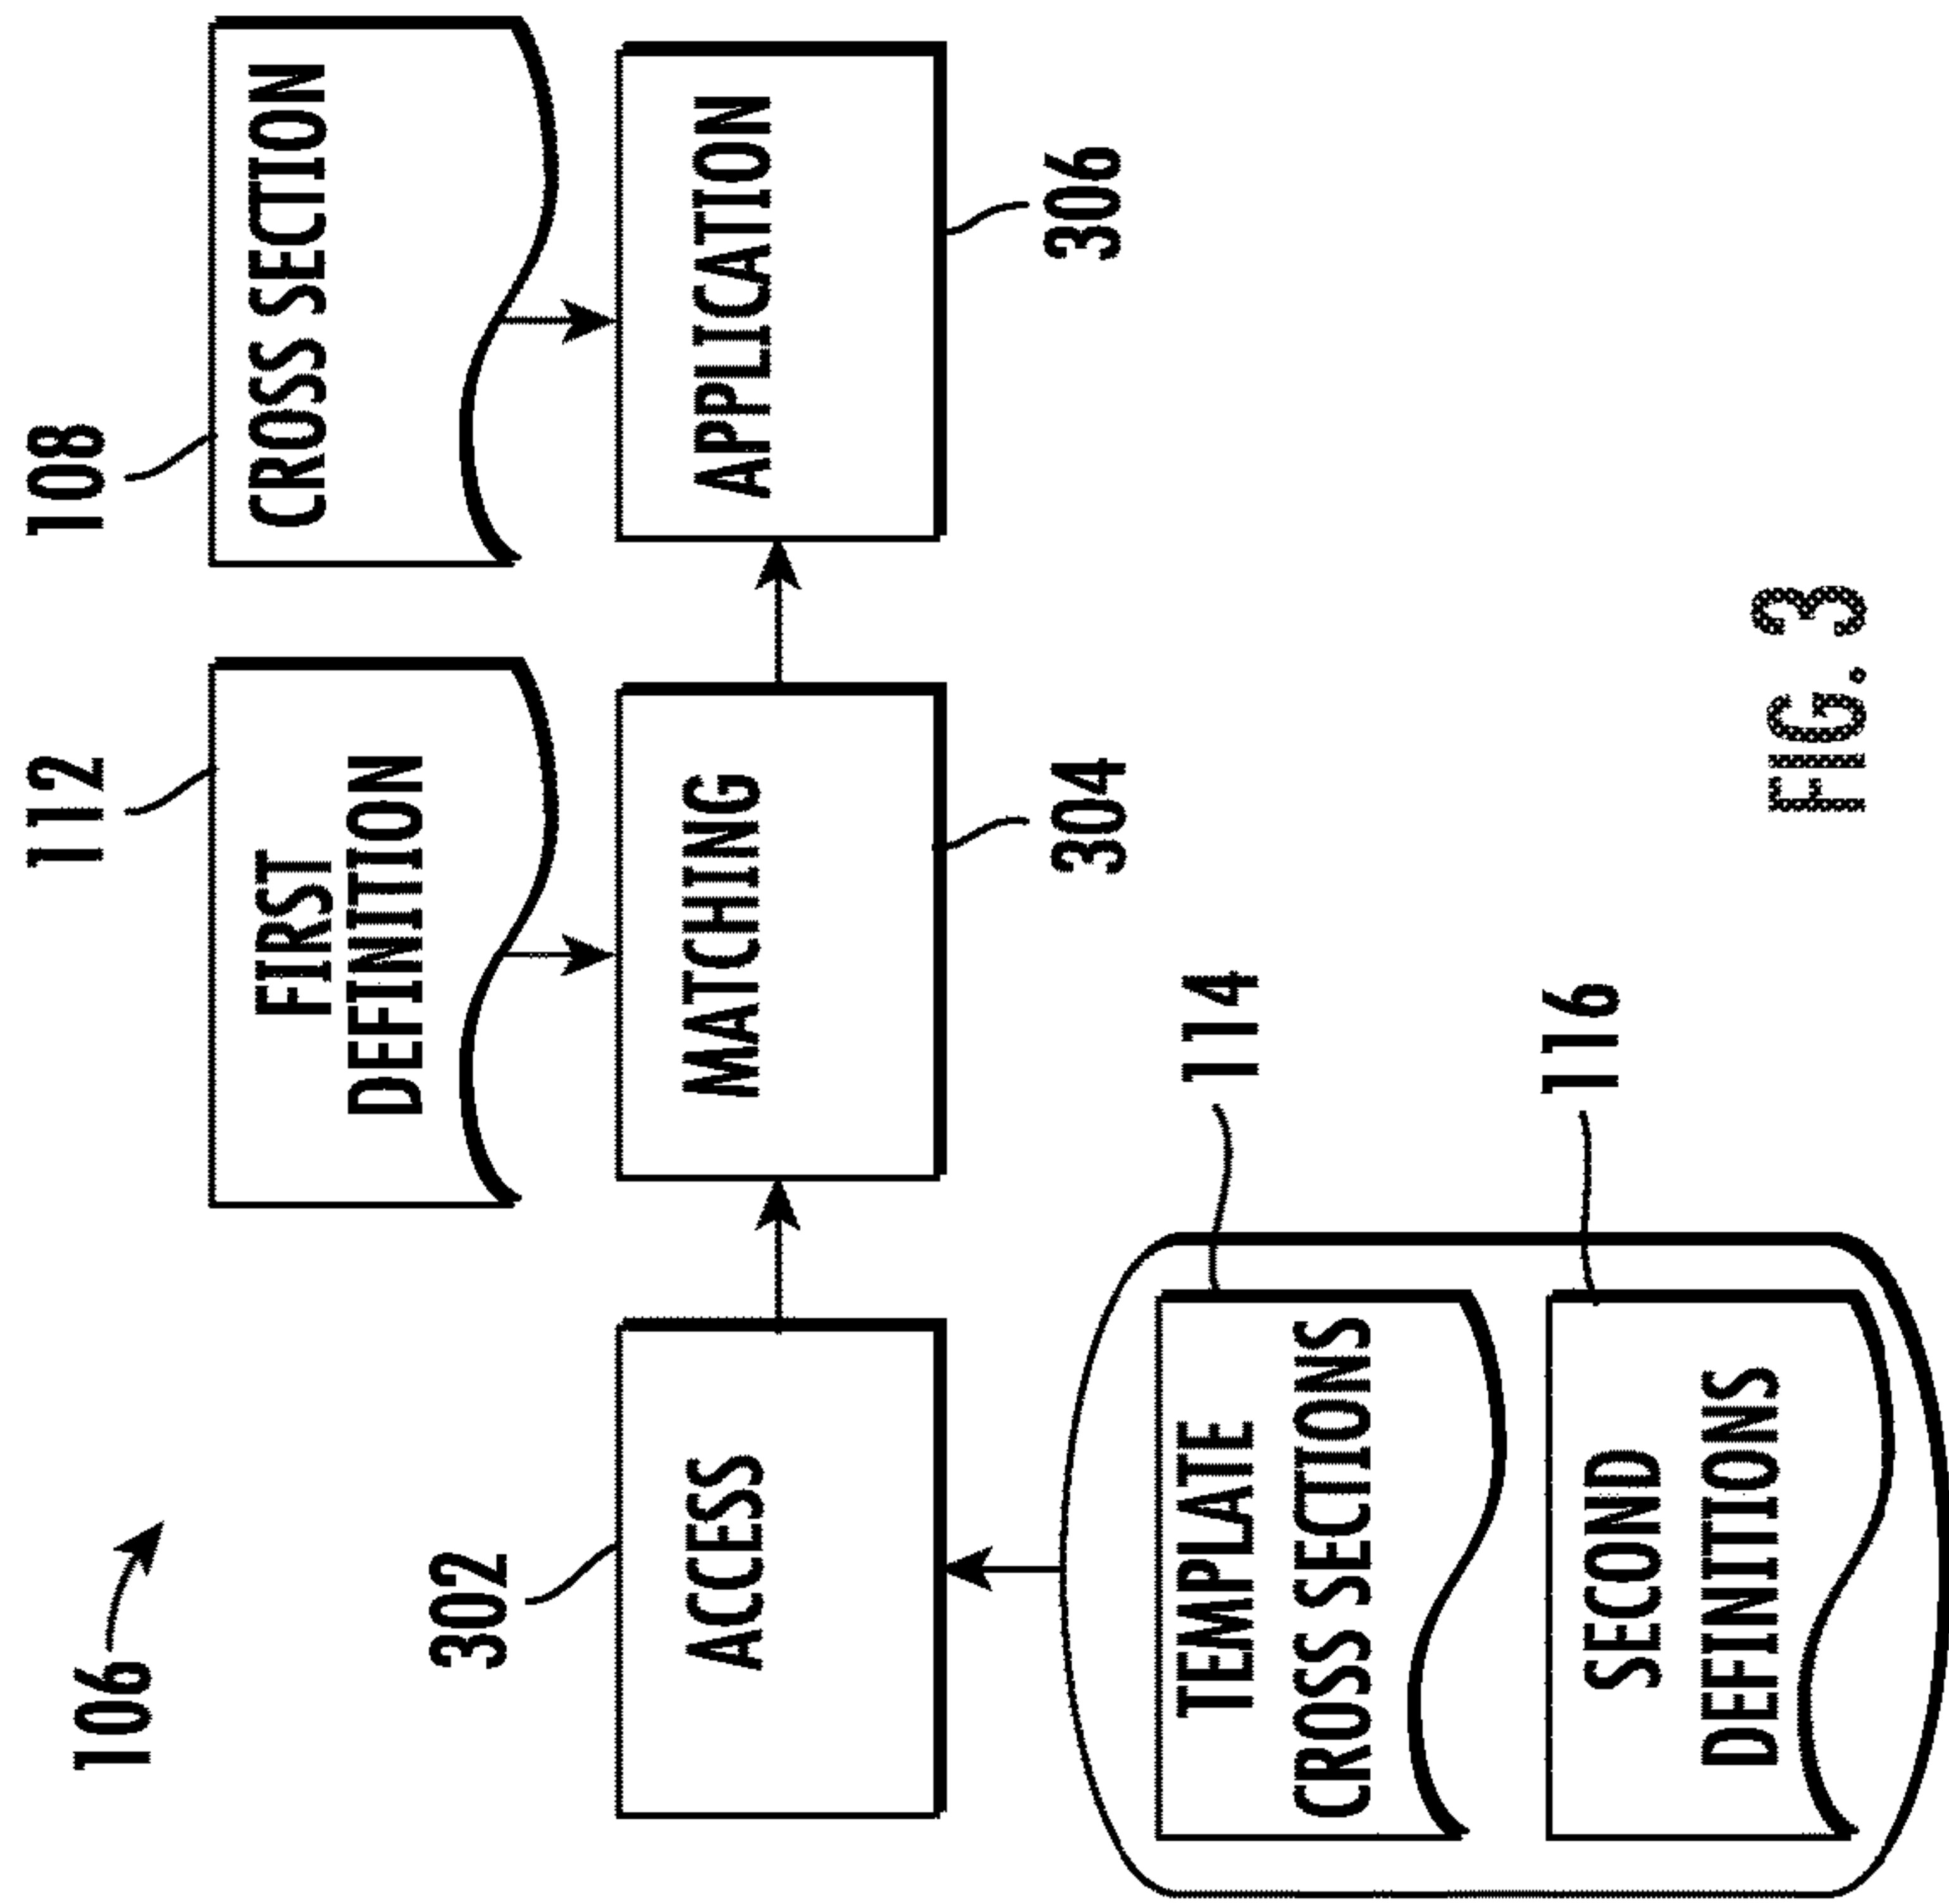 106
112
108
FIRST
DEFINITION
CROSS SECTION
302
ACCESS
MATCHING
APPLICATION
304
306
TEMPLATE
CROSS SECTIONS
114
SECOND
DEFINITIONS
116
FIG. 3